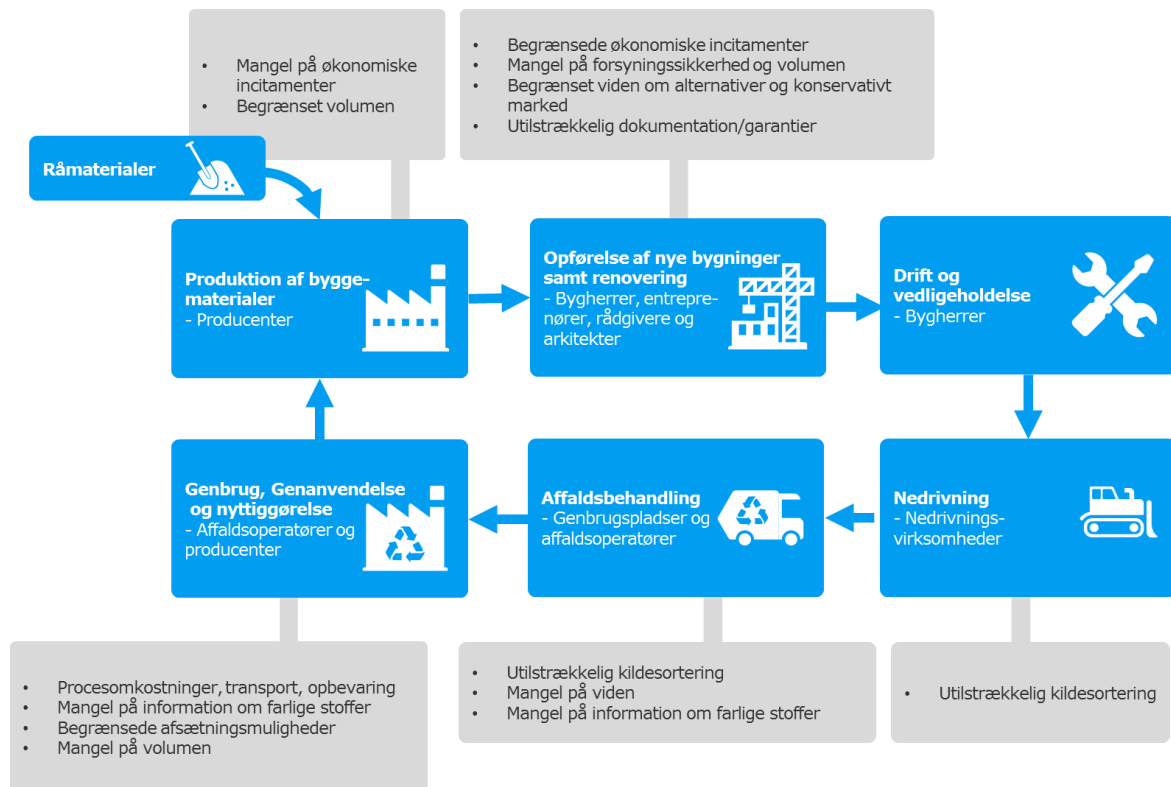 • Mangel på økonomiske
incitamenter
• Begrænset volumen
• Begrænsede økonomiske incitamenter
• Mangel på forsyningssikkerhed og volumen
• Begrænset viden om alternativer og konservativt
marked
• Utilstrækkelig dokumentation/garantier
Råmaterialer
Produktion af bygge-
materialer
- Producenter
Opførelse af nye bygninger
samt renovering
- Bygherrer, entrepre-
nører, rådgivere og
arkitekter
Drift og
vedligeholdelse
- Bygherrer
Genbrug, Genanvendelse
og nyttiggørelse
- Affaldsoperatører og
producenter
Affaldsbehandling
- Genbrugspladser og
affaldsoperatører
Nedrivning
- Nedrivnings-
virksomheder
• Procesomkostninger, transport, opbevaring
• Mangel på information om farlige stoffer
• Begrænsede afsætningsmuligheder
• Mangel på volumen
• Utilstrækkelig kildesortering
• Mangel på viden
• Mangel på information om farlige stoffer
• Utilstrækkelig kildesortering